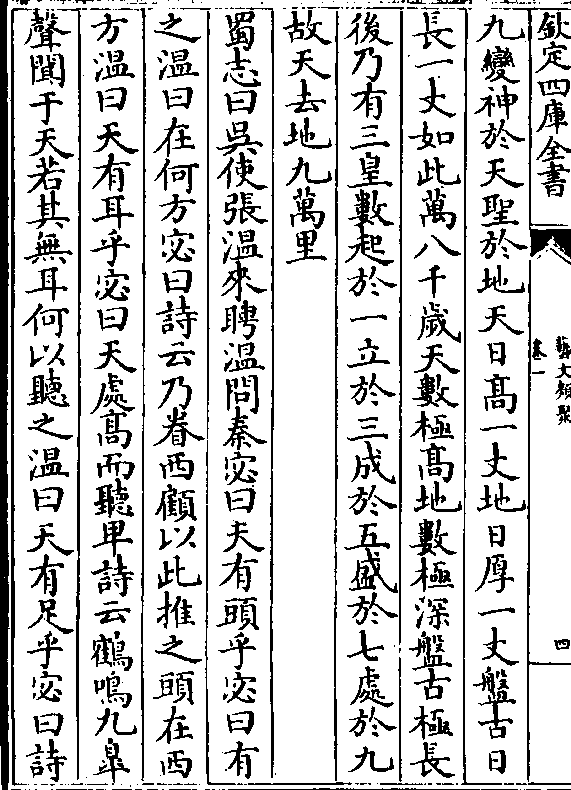 欽定四庫全書
藝文類聚
卷一
四
九變神於天聖於地天日高一丈地日厚一丈盤古日
長一丈如此萬八千歲天數極高地數極深盤古極長
後乃有三皇數起於一立於三成於五盛於七處於九
故天去地九萬里
蜀志曰吳使張温來聘温問秦宓曰天有頭乎宓曰有
之温曰在何方宓曰詩云乃眷西顧以此推之頭在西
方温曰天有耳乎宓曰天處高而聽卑詩云鶴鳴九臯
聲聞于天若其無耳何以聽之温曰天有足乎宓曰詩